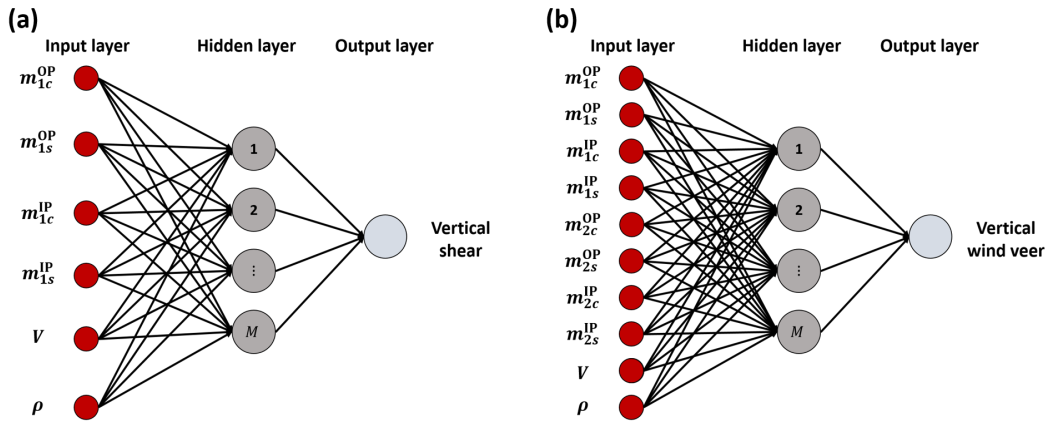 (a)
Input layer
Hidden layer
Output layer
m_{1c}^{OP}
m_{1s}^{OP}
m_{1c}^{IP}
m_{1s}^{IP}
V
ρ
1
2
⋮
M
Vertical
shear
(b)
Input layer
Hidden layer
Output layer
m_{1c}^{OP}
m_{1s}^{OP}
m_{1c}^{IP}
m_{1s}^{IP}
m_{2c}^{OP}
m_{2s}^{OP}
m_{2c}^{IP}
m_{2s}^{IP}
V
ρ
1
2
⋮
M
Vertical
wind veer